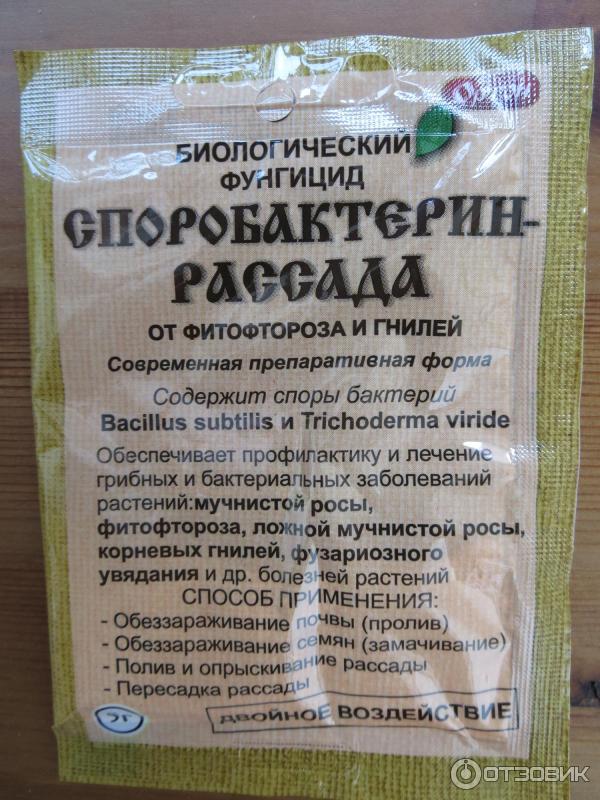 БИОЛОГИЧЕСКИЙ
ФУНГИЦИД
СПОРОБАКТЕРИН-
РАССАДА
ОТ ФИТОФТОРОЗА И ГНИЛЕЙ
Современная препаративная форма
Содержит споры бактерий
Bacillus subtilis и Trichoderma viride
Обеспечивает профилактику и лечение
грибных и бактериальных заболеваний
растений:мучнистой росы,
фитофтороза, ложной мучнистой росы,
корневых гнилей, фузариозного
увядания и др. болезней растений
СПОСОБ ПРИМЕНЕНИЯ:
- Обеззараживание почвы (пролив)
- Обеззараживание семян (замачивание)
- Полив и опрыскивание рассады
- Пересадка рассады
ДВОЙНОЕ ВОЗДЕЙСТВИЕ
ОТЗОВИК